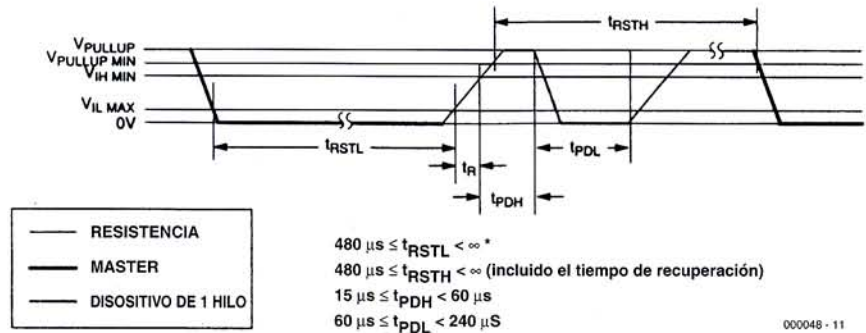 tRSTH
VPULLUP
VPULLUP MIN
VIH MIN
VIL MAX
0V
tRSTL
tR
tPDL
tPDH
RESISTENCIA
MASTER
DISOSITIVO DE 1 HILO
480 µs ≤ tRSTL < ∞ *
480 µs ≤ tRSTH < ∞ (incluido el tiempo de recuperación)
15 µs ≤ tPDH < 60 µs
60 µs ≤ tPDL < 240 µS
000048 - 11